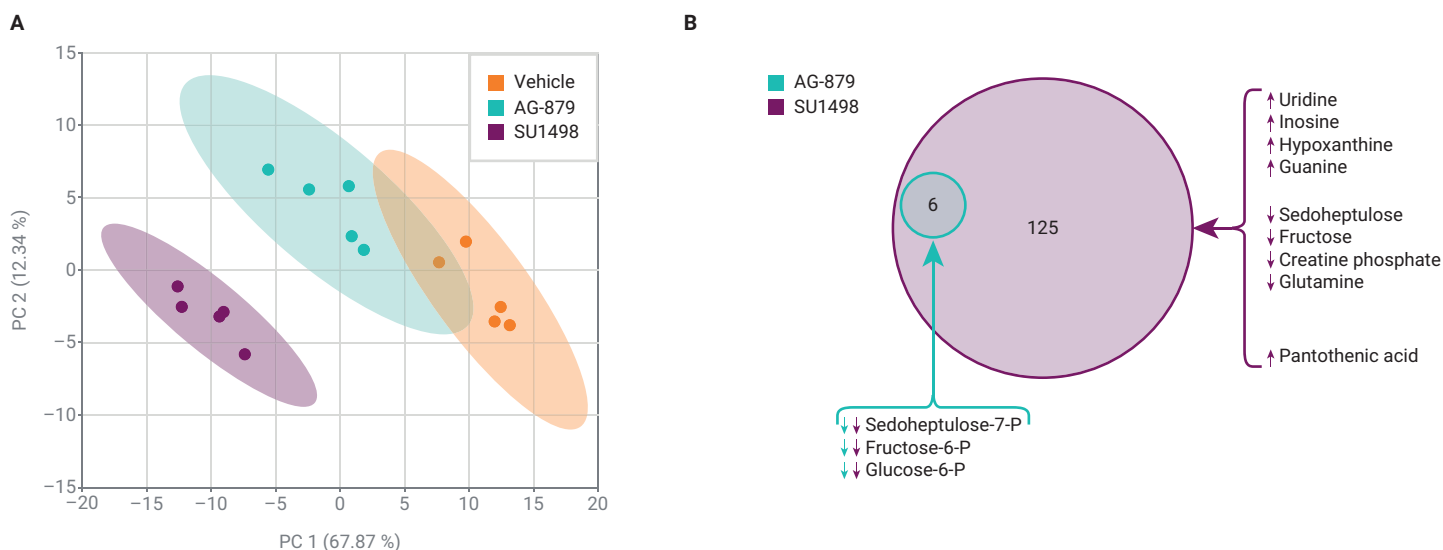 A
15
10
5
0
−5
−10
−15
−20
−15
−10
−5
0
5
10
15
20
PC 2 (12.34 %)
PC 1 (67.87 %)
Vehicle
AG-879
SU1498
B
AG-879
SU1498
6
125
↑ Uridine
↑ Inosine
↑ Hypoxanthine
↑ Guanine
↓ Sedoheptulose
↓ Fructose
↓ Creatine phosphate
↓ Glutamine
↑ Pantothenic acid
↓↓ Sedoheptulose-7-P
↓↓ Fructose-6-P
↓↓ Glucose-6-P